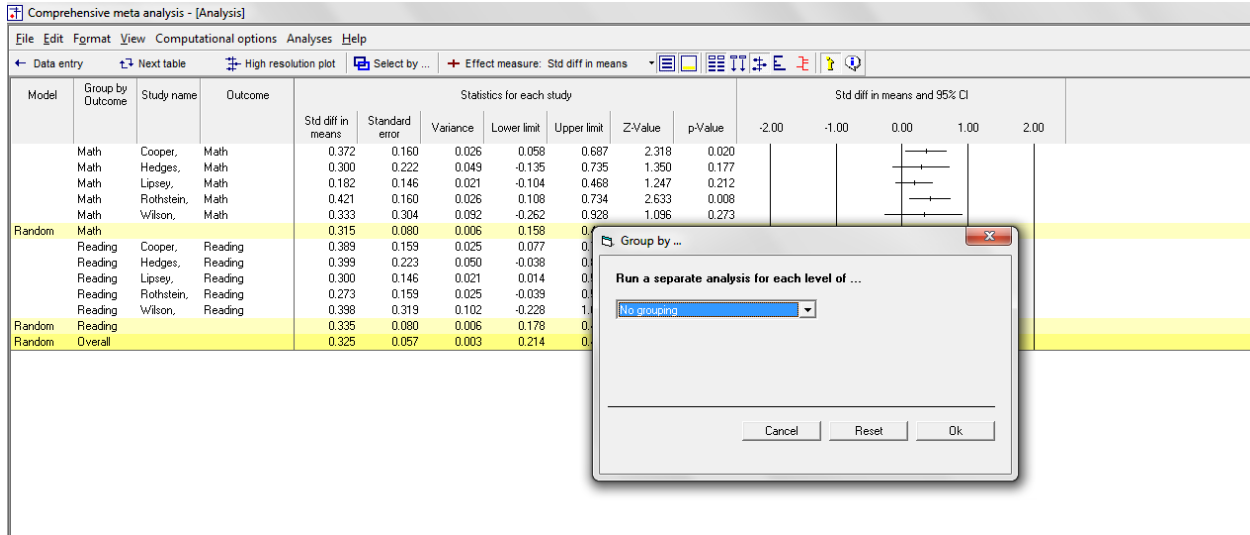 Comprehensive meta analysis - [Analysis]
File Edit Format View Computational options Analyses Help
Data entry Next table High resolution plot Select by ... Effect measure: Std diff in means
Model Group by Outcome Study name Outcome Statistics for each study Std diff in means and 95% CI
Std diff in means Standard error Variance Lower limit Upper limit Z-Value p-Value -2.00 -1.00 0.00 1.00 2.00
Math Cooper, Math 0.372 0.160 0.026 0.058 0.687 2.318 0.020
Math Hedges, Math 0.300 0.222 0.049 -0.135 0.735 1.350 0.177
Math Lipsey, Math 0.182 0.146 0.021 -0.104 0.468 1.247 0.212
Math Rothstein, Math 0.421 0.160 0.026 0.108 0.734 2.633 0.008
Math Wilson, Math 0.333 0.304 0.092 -0.262 0.928 1.096 0.273
Random Math 0.315 0.080 0.006 0.158
Reading Cooper, Reading 0.389 0.159 0.025 0.077
Reading Hedges, Reading 0.399 0.223 0.050 -0.038
Reading Lipsey, Reading 0.300 0.146 0.021 0.014
Reading Rothstein, Reading 0.273 0.159 0.025 -0.039
Reading Wilson, Reading 0.398 0.319 0.102 -0.228
Random Reading 0.335 0.080 0.006 0.178
Random Overall 0.325 0.057 0.003 0.214
Group by ...
Run a separate analysis for each level of ...
No grouping
Cancel Reset Ok